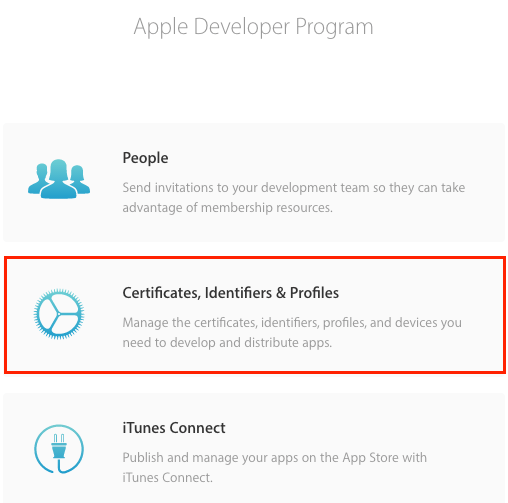 Apple Developer Program
People
Send invitations to your development team so they can take
advantage of membership resources.
Certificates, Identifiers & Profiles
Manage the certificates, identifiers, profiles, and devices you
need to develop and distribute apps.
iTunes Connect
Publish and manage your apps on the App Store with
iTunes Connect.